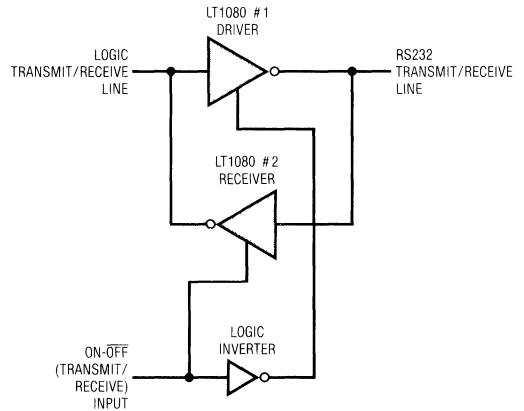 LT1080 #1
DRIVER
LOGIC
TRANSMIT/RECEIVE
LINE
RS232
TRANSMIT/RECEIVE
LINE
LT1080 #2
RECEIVER
LOGIC
INVERTER
ON-O̅F̅F̅
(TRANSMIT/
RECEIVE)
INPUT